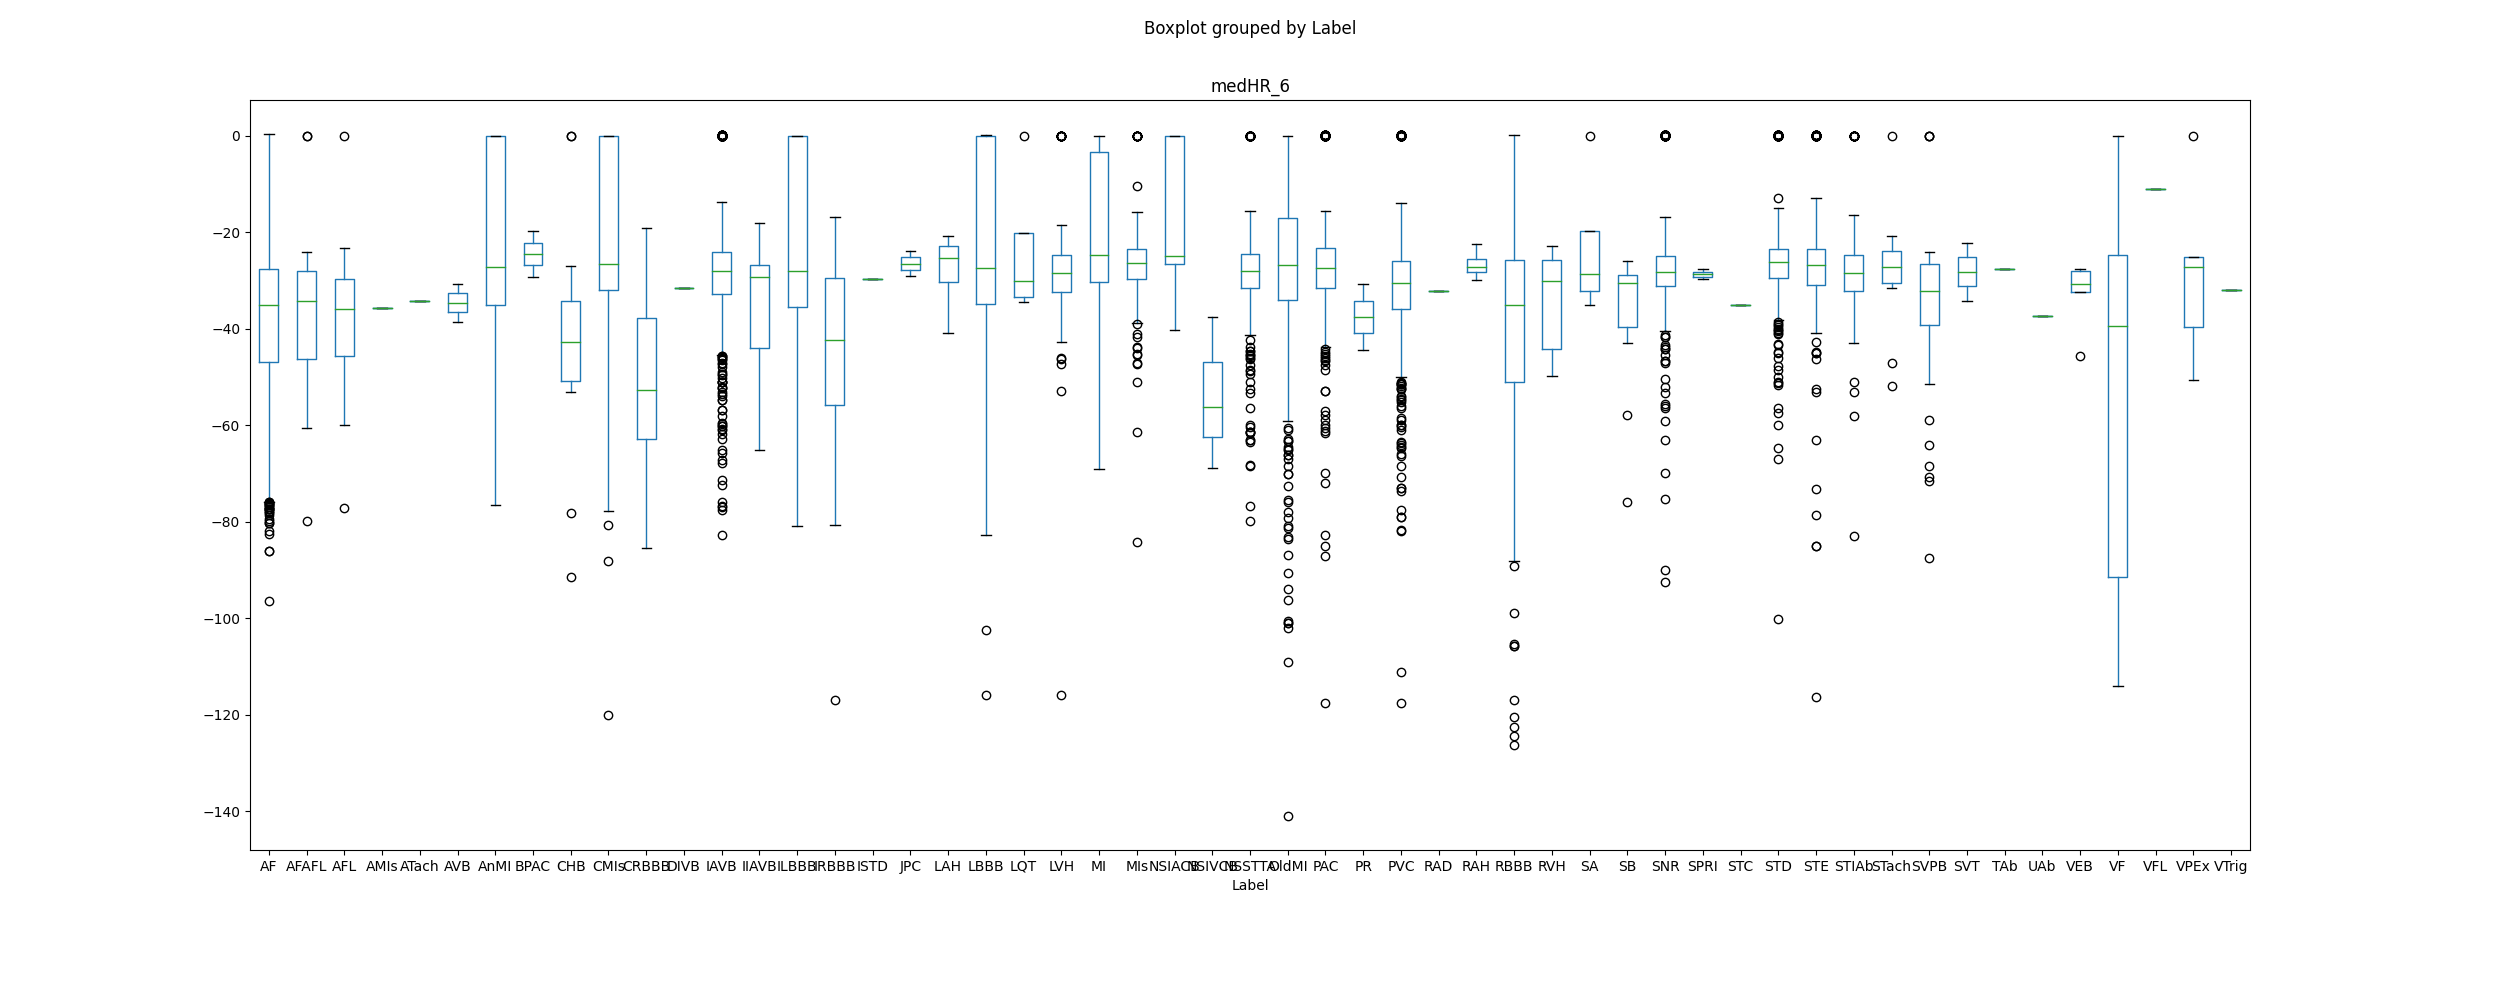 Boxplot grouped by Label
medHR_6
0
−20
−40
−60
−80
−100
−120
−140
AF AFAFL AFL AMIs ATach AVB AnMI BPAC CHB CMIs CRBBB DIVB IAVB IIAVB ILBBB IRBBB ISTD JPC LAH LBBB LQT LVH MI MIs NSIACB NSIVCB NSSTTA OldMI PAC PR PVC RAD RAH RBBB RVH SA SB SNR SPRI STC STD STE STIAb STach SVPB SVT TAb UAb VEB VF VFL VPEx VTrig
Label